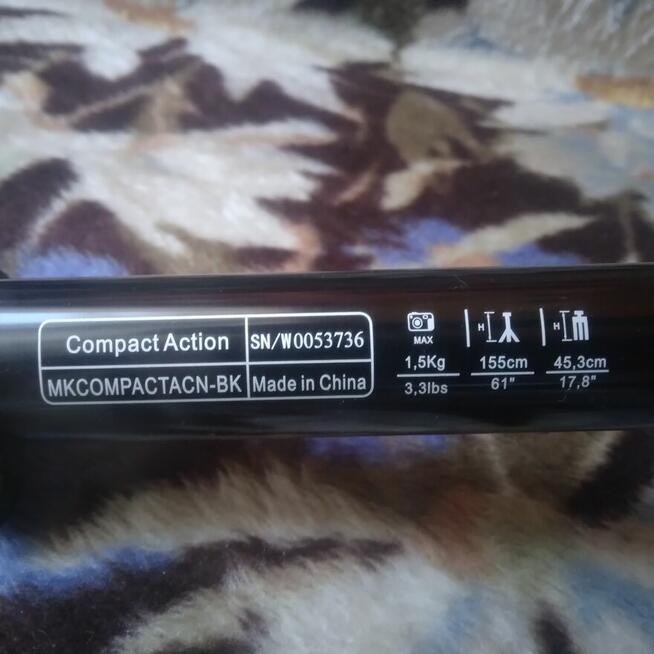 Compact Action
SN/W0053736
MKCOMPACTACN-BK
Made in China
MAX
1,5Kg
3,3lbs
H
155cm
61"
H
45,3cm
17,8"